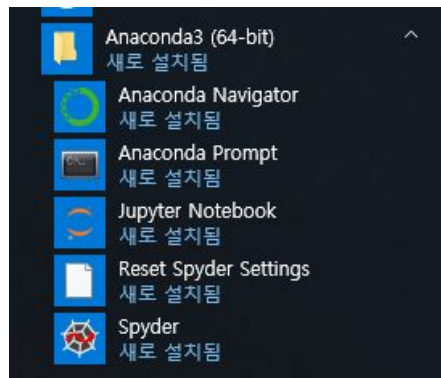 Anaconda3 (64-bit)
새로 설치됨
Anaconda Navigator
새로 설치됨
Anaconda Prompt
새로 설치됨
Jupyter Notebook
새로 설치됨
Reset Spyder Settings
새로 설치됨
Spyder
새로 설치됨